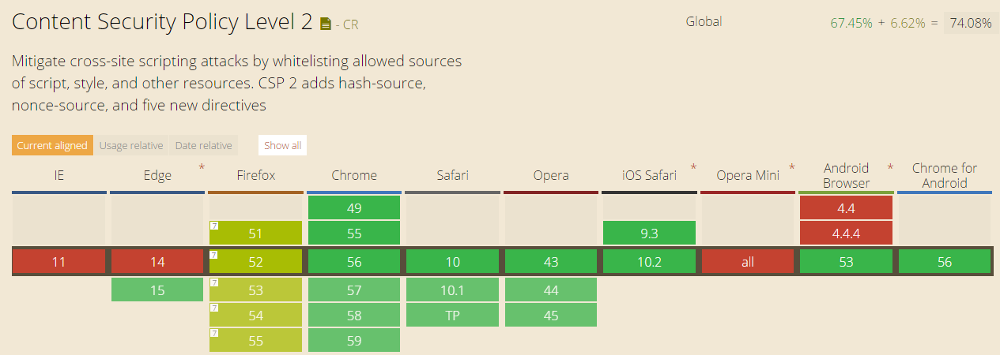 Content Security Policy Level 2 - CR
Global 67.45% + 6.62% = 74.08%
Mitigate cross-site scripting attacks by whitelisting allowed sources
of script, style, and other resources. CSP 2 adds hash-source,
nonce-source, and five new directives
Current aligned Usage relative Date relative Show all
IE Edge * Firefox Chrome Safari Opera iOS Safari * Opera Mini * Android Browser * Chrome for Android
49 4.4
7 51 55 9.3 4.4.4
11 14 7 52 56 10 43 10.2 all 53 56
15 7 53 57 10.1 44
7 54 58 TP 45
7 55 59